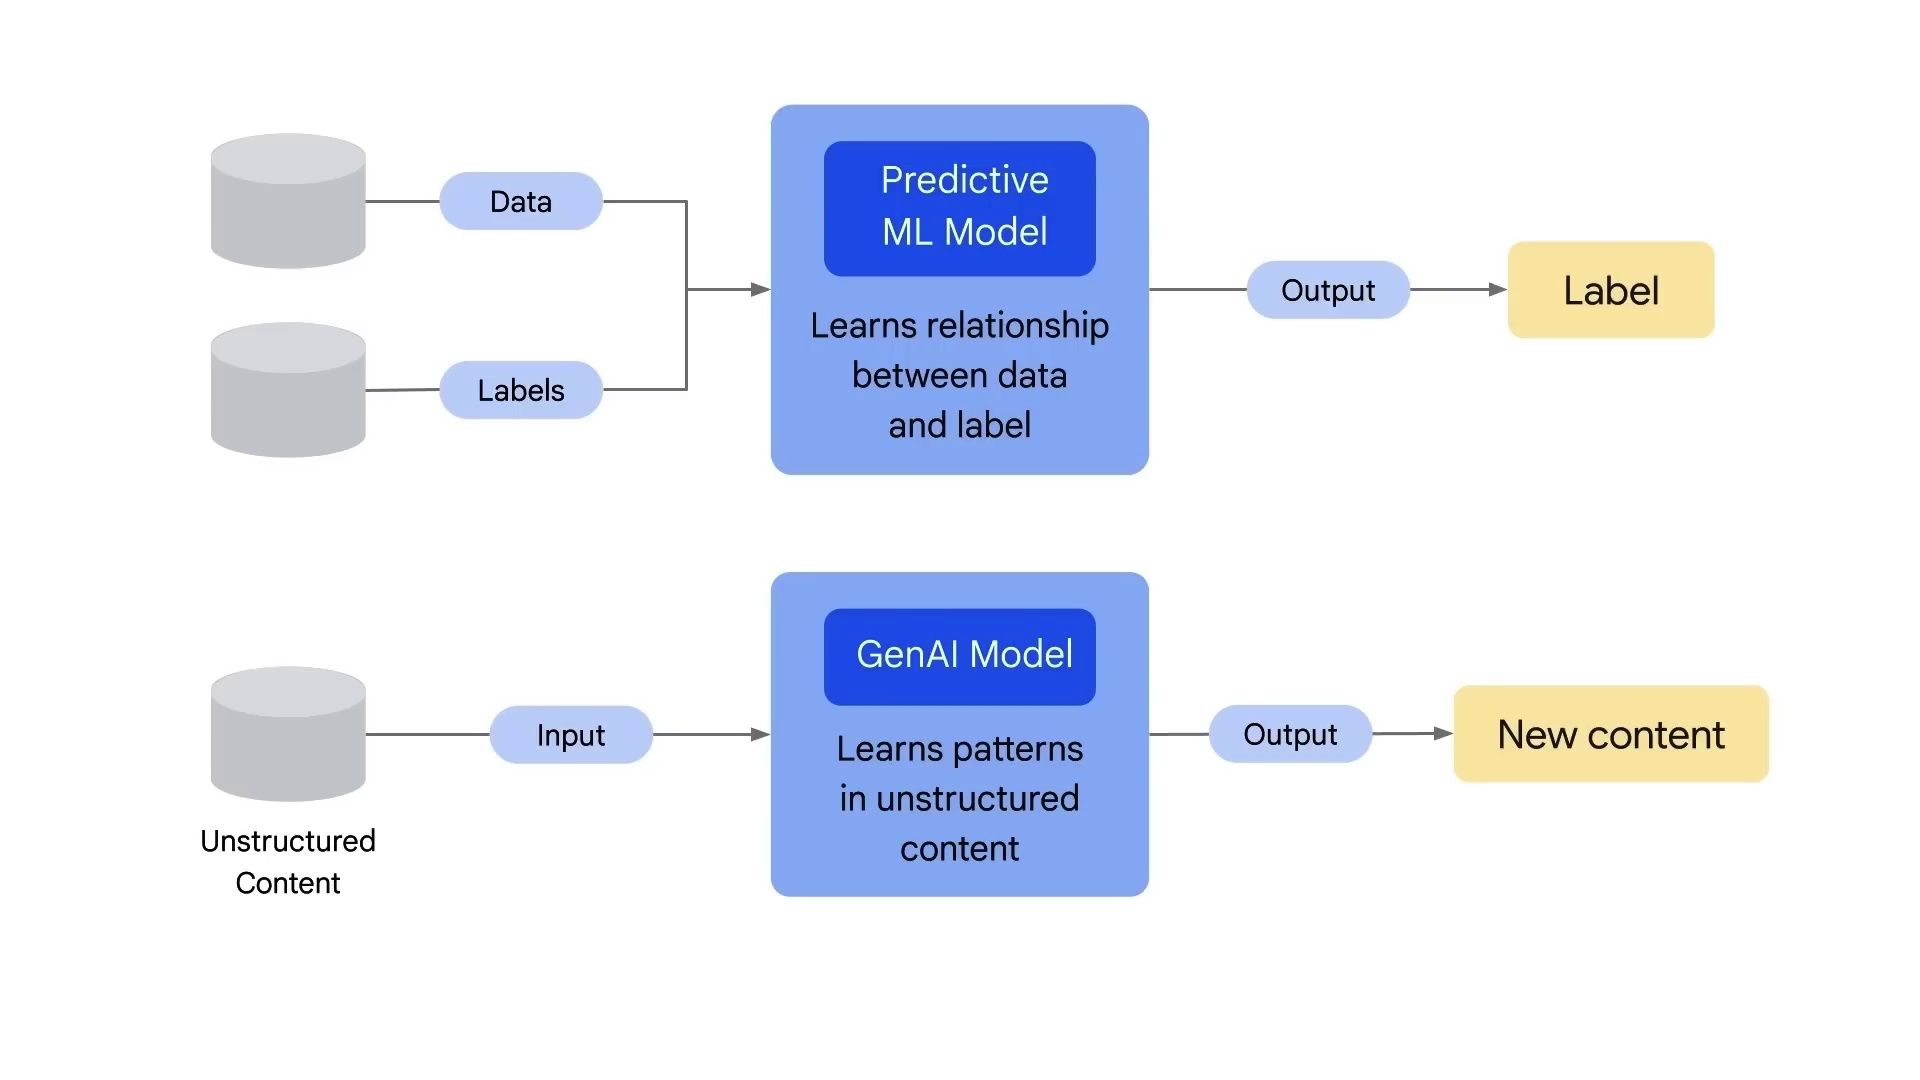 Data
Labels
Predictive
ML Model
Learns relationship
between data
and label
Output
Label
Unstructured
Content
Input
GenAI Model
Learns patterns
in unstructured
content
Output
New content